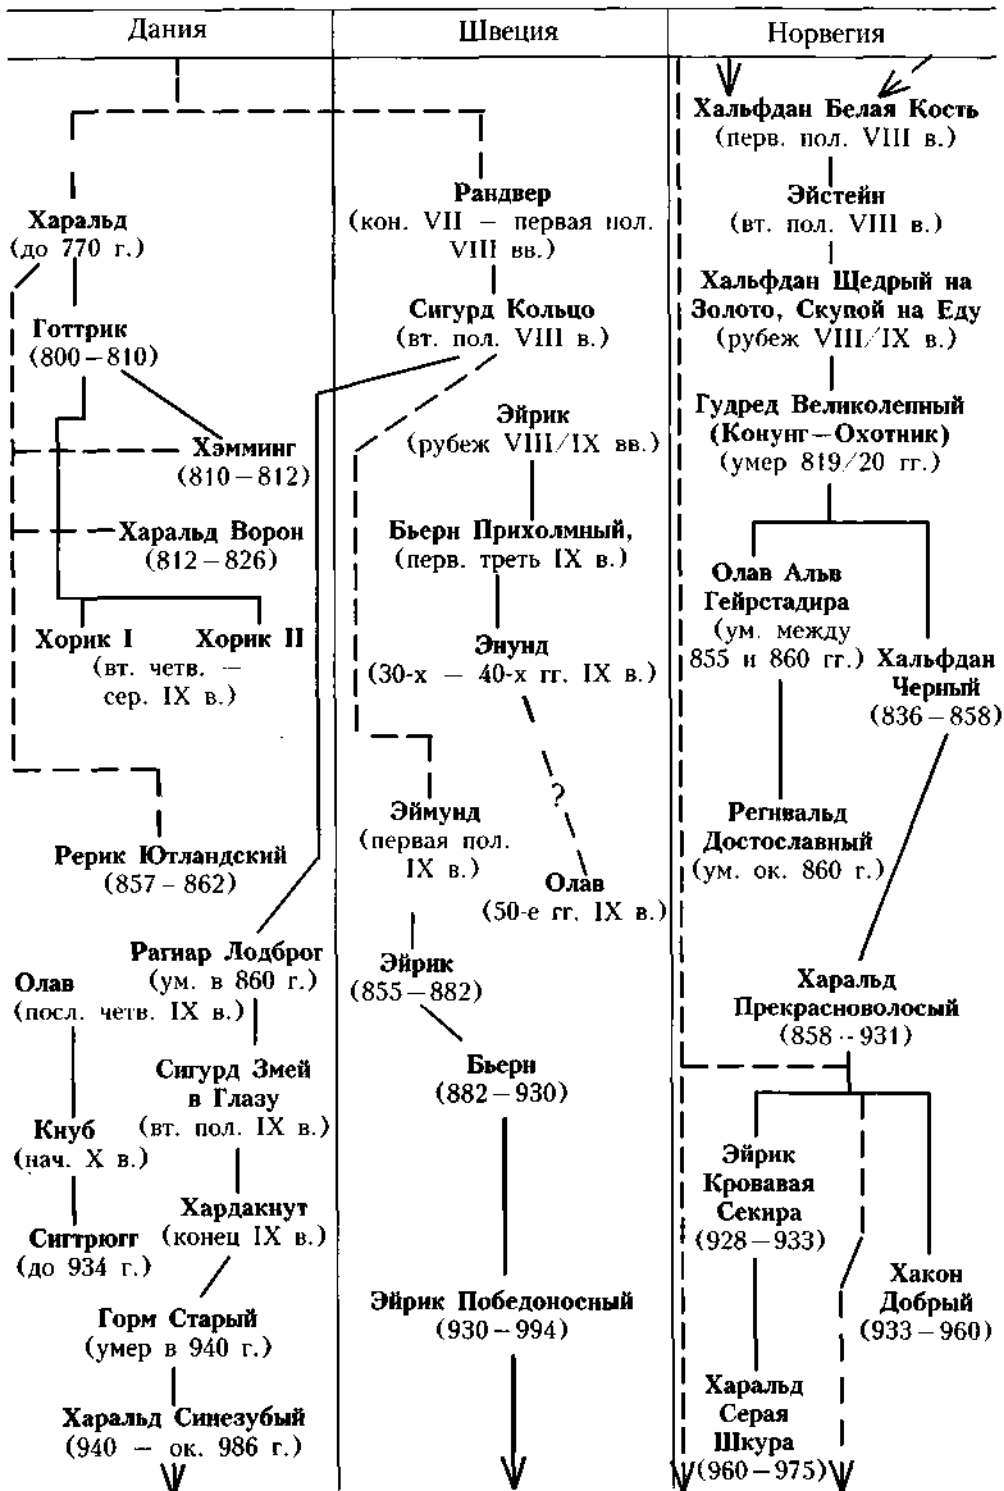 Дания
Швеция
Норвегия
Харальд
(до 770 г.)
Готтрик
(800–810)
Хэмминг
(810–812)
Харальд Ворон
(812–826)
Хорик I
Хорик II
(вт. четв. –
сер. IX в.)
Рерик Ютландский
(857–862)
Рагнар Лодброг
(ум. в 860 г.)
Олав
(посл. четв. IX в.)
Сигурд Змей
в Глазу
(вт. пол. IX в.)
Кнуб
(нач. X в.)
Хардакнут
(конец IX в.)
Сигтрюгг
(до 934 г.)
Горм Старый
(умер в 940 г.)
Харальд Синезубый
(940 – ок. 986 г.)
Рандвер
(кон. VII – первая пол.
VIII вв.)
Сигурд Кольцо
(вт. пол. VIII в.)
Эйрик
(рубеж VIII/IX вв.)
Бьерн Прихолмный,
(перв. треть IX в.)
Энунд
(30-х – 40-х гг. IX в.)
?
Эймунд
(первая пол.
IX в.)
Олав
(50-е гг. IX в.)
Эйрик
(855–882)
Бьерн
(882–930)
Эйрик Победоносный
(930–994)
Хальфдан Белая Кость
(перв. пол. VIII в.)
Эйстейн
(вт. пол. VIII в.)
Хальфдан Щедрый на
Золото, Скупой на Еду
(рубеж VIII/IX в.)
Гудред Великолепный
(Конунг–Охотник)
(умер 819/20 гг.)
Олав Альв
Гейрстадира
(ум. между
855 и 860 гг.)
Хальфдан
Черный
(836–858)
Регнвальд
Достославный
(ум. ок. 860 г.)
Харальд
Прекрасноволосый
(858–931)
Эйрик
Кровавая
Секира
(928–933)
Хакон
Добрый
(933–960)
Харальд
Серая
Шкура
(960–975)